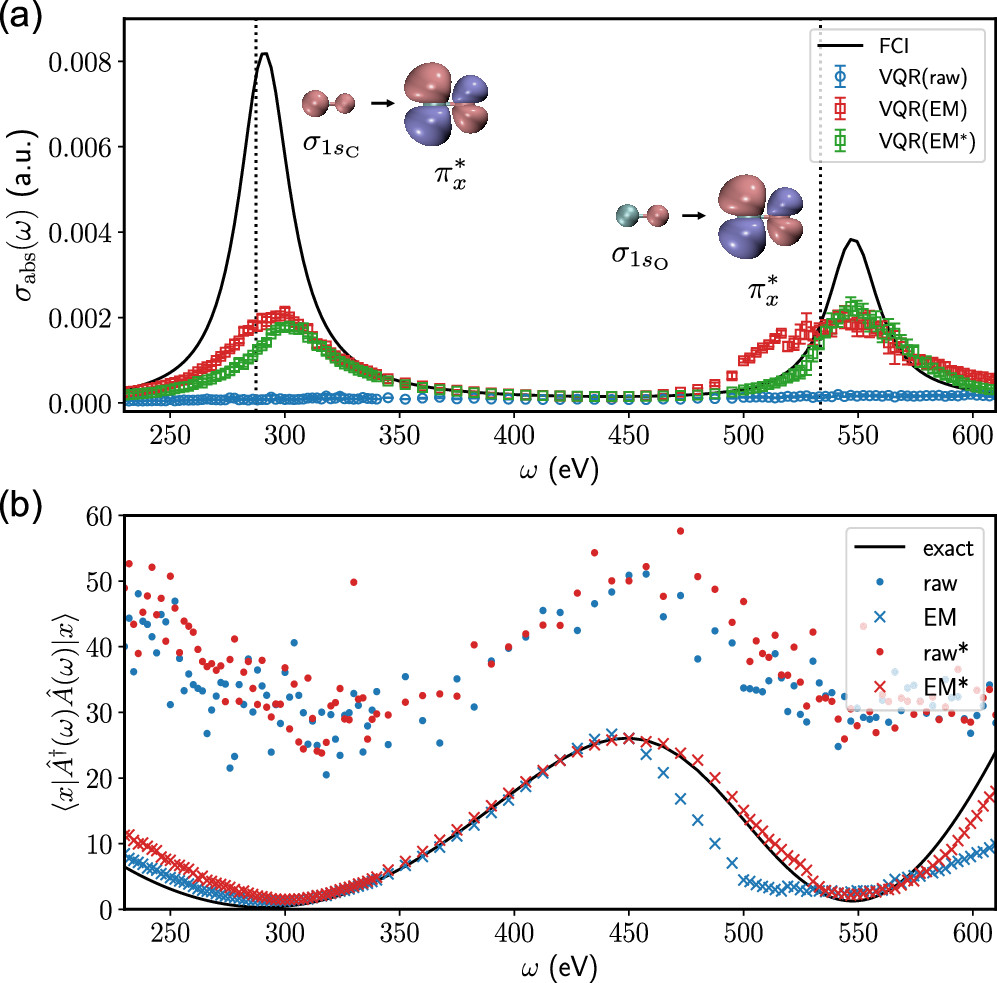 (a)
0.008
0.006
0.004
0.002
0.000
σabs(ω) (a.u.)
FCI
VQR(raw)
VQR(EM)
VQR(EM*)
σ1sC
π*x
σ1sO
π*x
250 300 350 400 450 500 550 600
ω (eV)
(b)
60
50
40
30
20
10
0
⟨x|Â†(ω)Â(ω)|x⟩
exact
raw
EM
raw*
EM*
250 300 350 400 450 500 550 600
ω (eV)